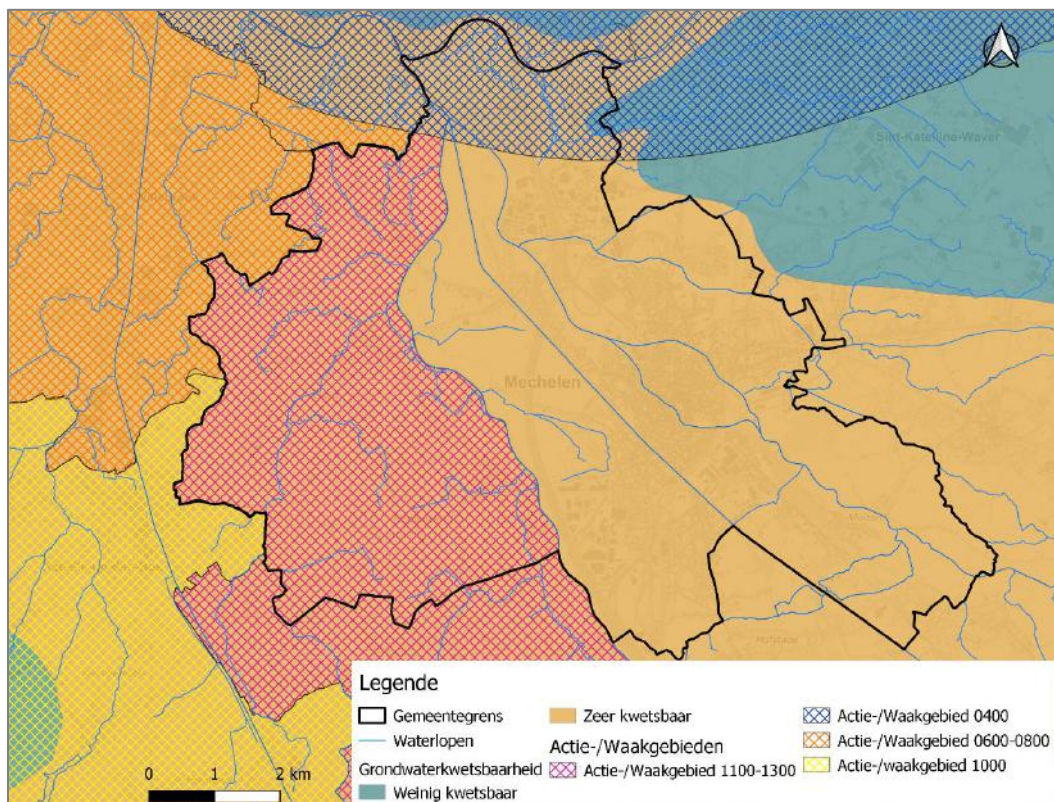 Sint-Katelijne-Waver
Mechelen
Legende
Gemeentegrens
Waterlopen
Grondwaterkwetsbaarheid
Weinig kwetsbaar
Zeer kwetsbaar
Actie-/Waakgebieden
Actie-/Waakgebied 1100-1300
Actie-/Waakgebied 0400
Actie-/Waakgebied 0600-0800
Actie-/waakgebied 1000
0 1 2 km